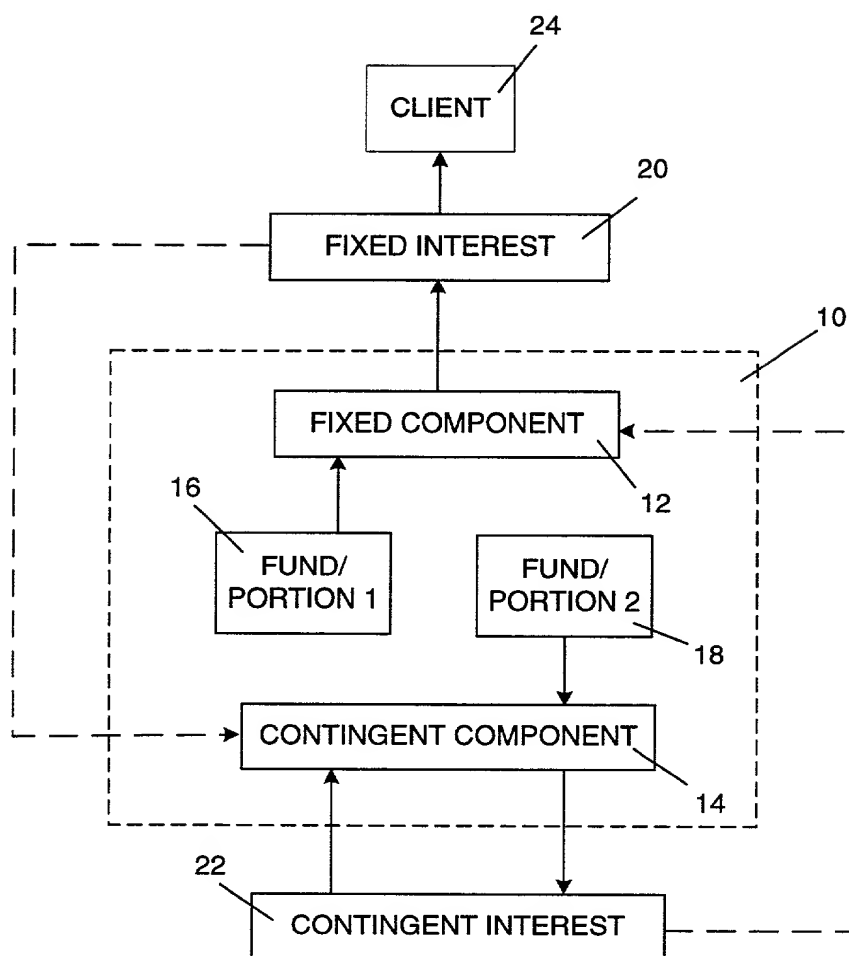 24
CLIENT
20
FIXED INTEREST
10
FIXED COMPONENT
12
16
FUND/
PORTION 1
FUND/
PORTION 2
18
CONTINGENT COMPONENT
14
22
CONTINGENT INTEREST